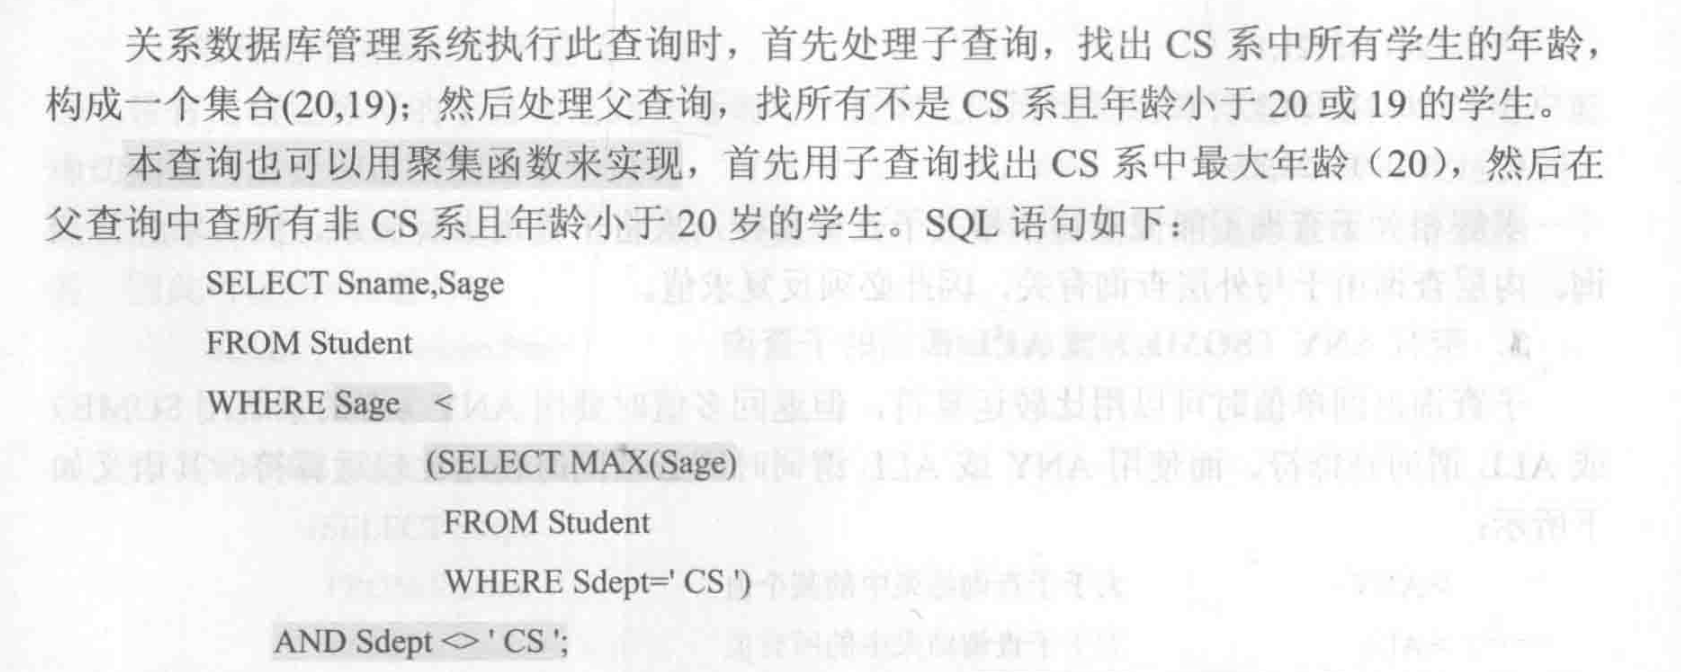 关系数据库管理系统执行此查询时，首先处理子查询，找出 CS 系中所有学生的年龄，
构成一个集合(20,19)；然后处理父查询，找所有不是 CS 系且年龄小于 20 或 19 的学生。
本查询也可以用聚集函数来实现，首先用子查询找出 CS 系中最大年龄（20），然后在
父查询中查所有非 CS 系且年龄小于 20 岁的学生。SQL 语句如下：
SELECT Sname,Sage
FROM Student
WHERE Sage <
(SELECT MAX(Sage)
FROM Student
WHERE Sdept=' CS ')
AND Sdept <> ' CS ';